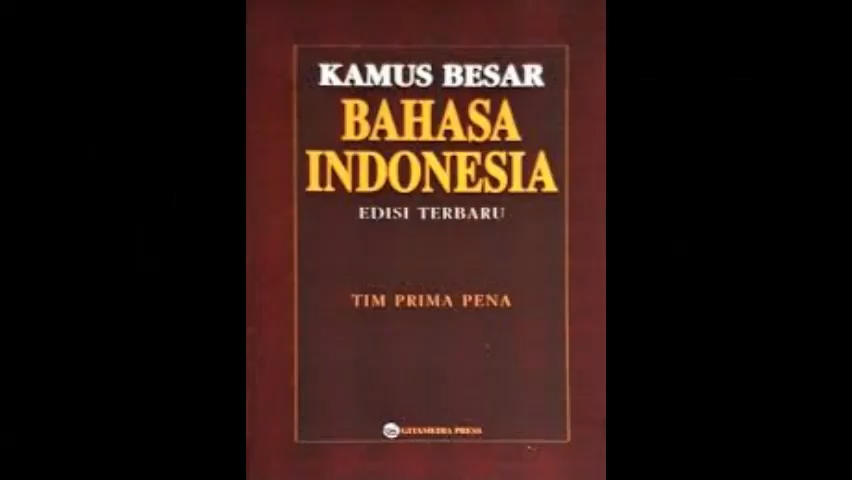 KAMUS BESAR
BAHASA
INDONESIA
EDISI TERBARU
TIM PRIMA PENA
GITAMEDIA PRESS